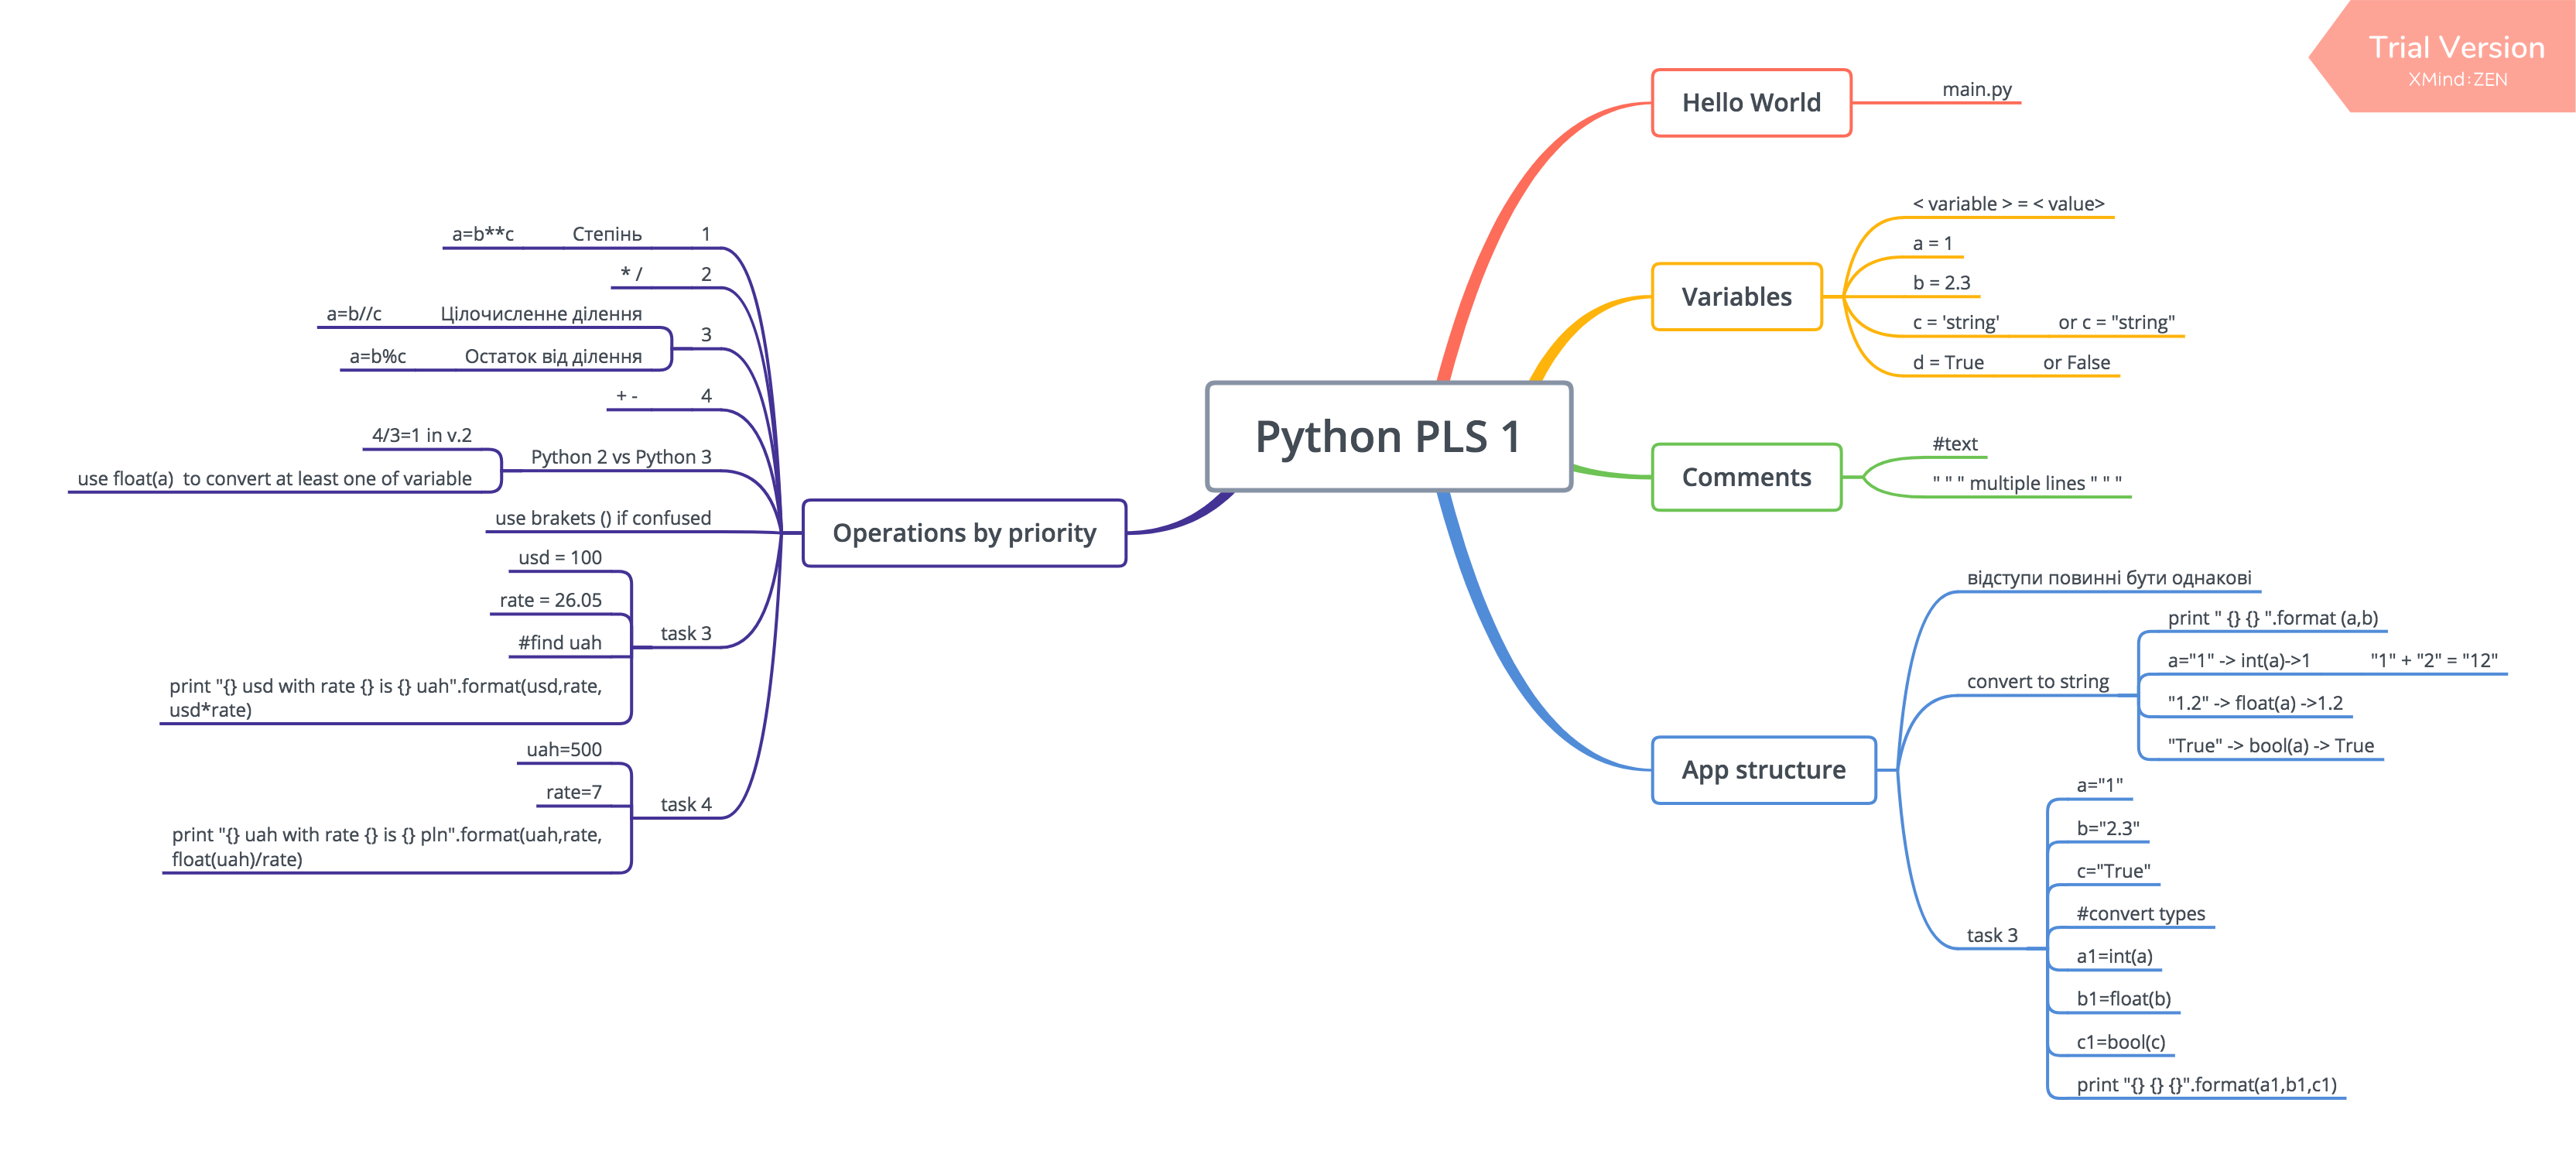 Trial Version
XMind:ZEN
Python PLS 1
Hello World
main.py
Variables
< variable > = < value>
a = 1
b = 2.3
c = 'string' or c = "string"
d = True or False
Comments
#text
" " " multiple lines " " "
App structure
відступи повинні бути однакові
convert to string
print " {} {} ".format (a,b)
a="1" -> int(a)->1 "1" + "2" = "12"
"1.2" -> float(a) ->1.2
"True" -> bool(a) -> True
task 3
a="1"
b="2.3"
c="True"
#convert types
a1=int(a)
b1=float(b)
c1=bool(c)
print "{} {} {}".format(a1,b1,c1)
Operations by priority
a=b**c Степінь 1
* / 2
a=b//c Цілочисленне ділення
3
a=b%c Остаток від ділення
+ - 4
4/3=1 in v.2
Python 2 vs Python 3
use float(a)  to convert at least one of variable
use brakets () if confused
usd = 100
rate = 26.05
task 3
#find uah
print "{} usd with rate {} is {} uah".format(usd,rate,
usd*rate)
uah=500
rate=7
task 4
print "{} uah with rate {} is {} pln".format(uah,rate,
float(uah)/rate)